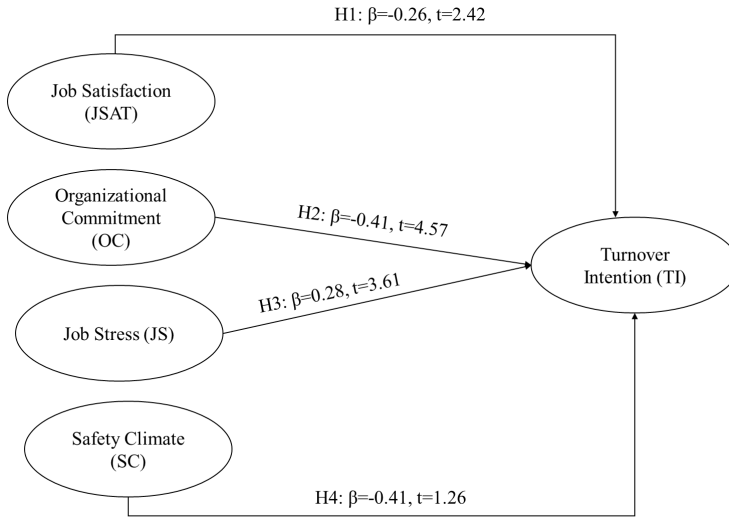 H1: β=-0.26, t=2.42
Job Satisfaction
(JSAT)
Organizational
Commitment
(OC)
H2: β=-0.41, t=4.57
Turnover
Intention (TI)
H3: β=0.28, t=3.61
Job Stress (JS)
Safety Climate
(SC)
H4: β=-0.41, t=1.26